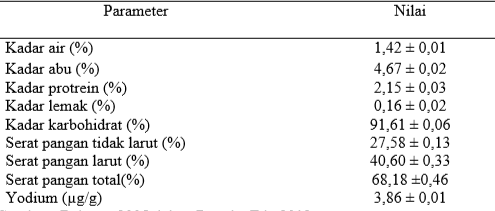 Parameter Nilai
Kadar air (%) 1,42 ± 0,01
Kadar abu (%) 4,67 ± 0,02
Kadar protrein (%) 2,15 ± 0,03
Kadar lemak (%) 0,16 ± 0,02
Kadar karbohidrat (%) 91,61 ± 0,06
Serat pangan tidak larut (%) 27,58 ± 0,13
Serat pangan larut (%) 40,60 ± 0,33
Serat pangan total(%) 68,18 ±0,46
Yodium (µg/g) 3,86 ± 0,01